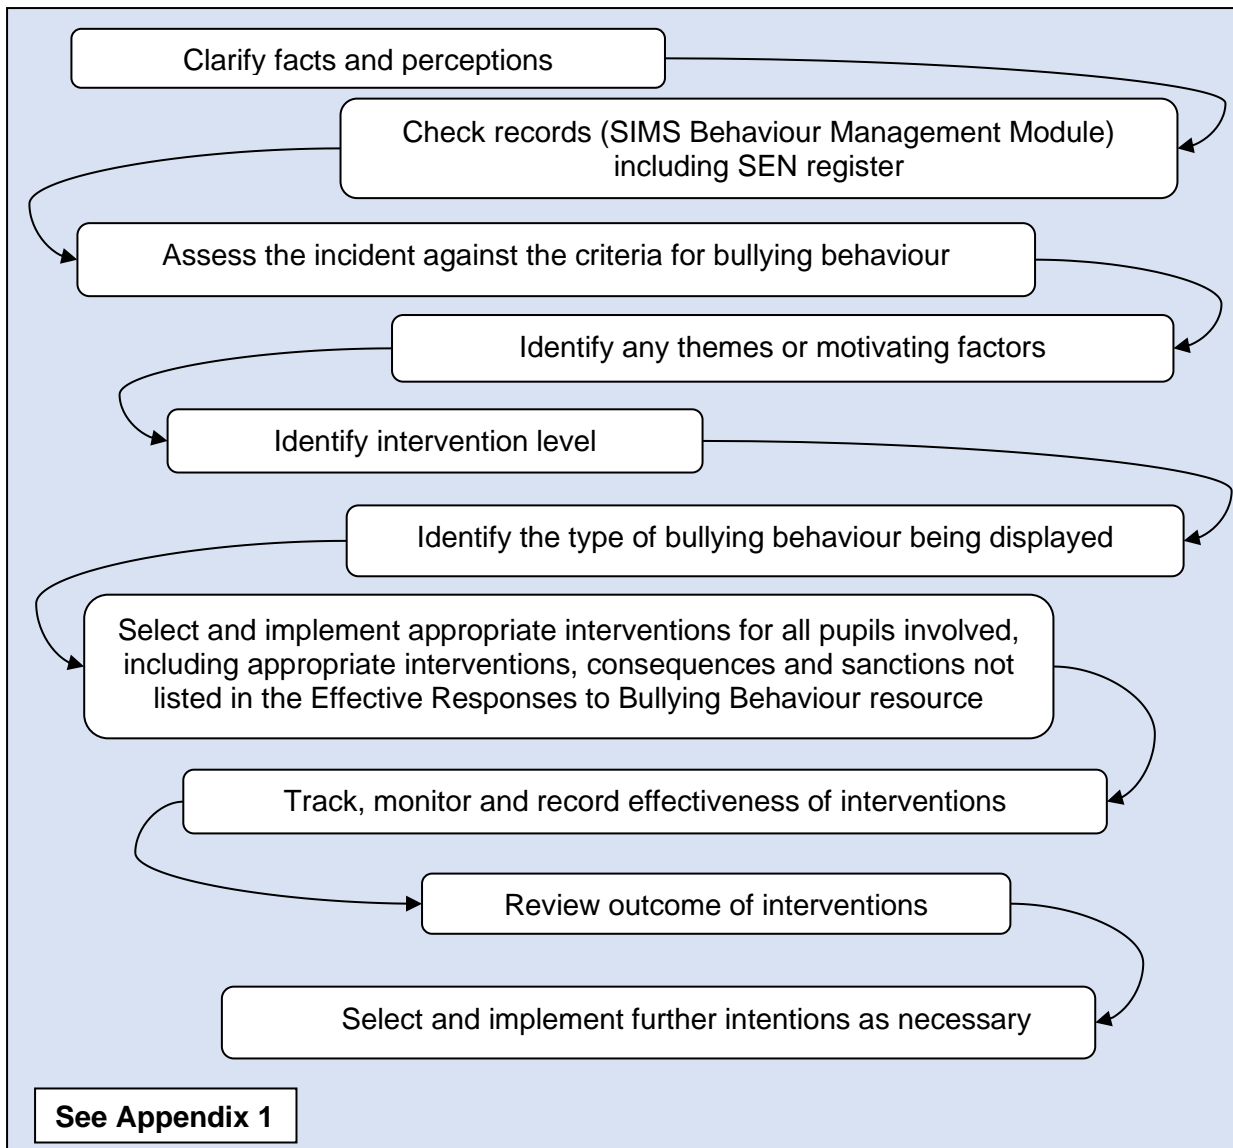 Clarify facts and perceptions
Check records (SIMS Behaviour Management Module)
including SEN register
Assess the incident against the criteria for bullying behaviour
Identify any themes or motivating factors
Identify intervention level
Identify the type of bullying behaviour being displayed
Select and implement appropriate interventions for all pupils involved,
including appropriate interventions, consequences and sanctions not
listed in the Effective Responses to Bullying Behaviour resource
Track, monitor and record effectiveness of interventions
Review outcome of interventions
Select and implement further intentions as necessary
See Appendix 1